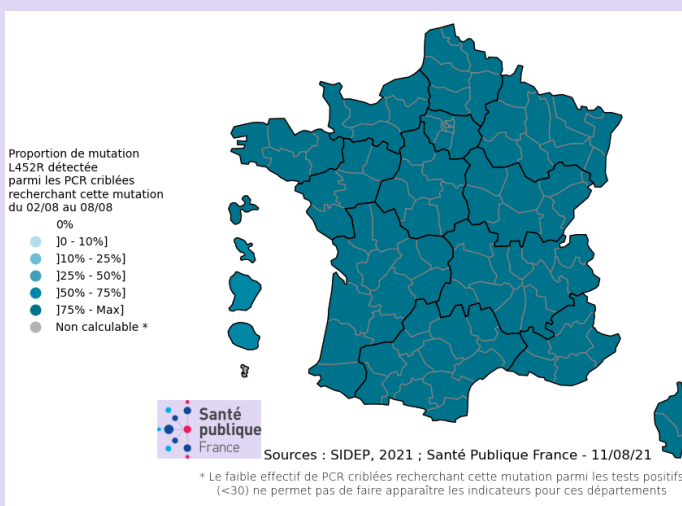 Proportion de mutation
L452R détectée
parmi les PCR criblées
recherchant cette mutation
du 02/08 au 08/08
0%
]0 - 10%]
]10% - 25%]
]25% - 50%]
]50% - 75%]
]75% - Max]
Non calculable *
Santé
publique
France
Sources : SIDEP, 2021 ; Santé Publique France - 11/08/21
* Le faible effectif de PCR criblées recherchant cette mutation parmi les tests positifs
(<30) ne permet pas de faire apparaître les indicateurs pour ces départements